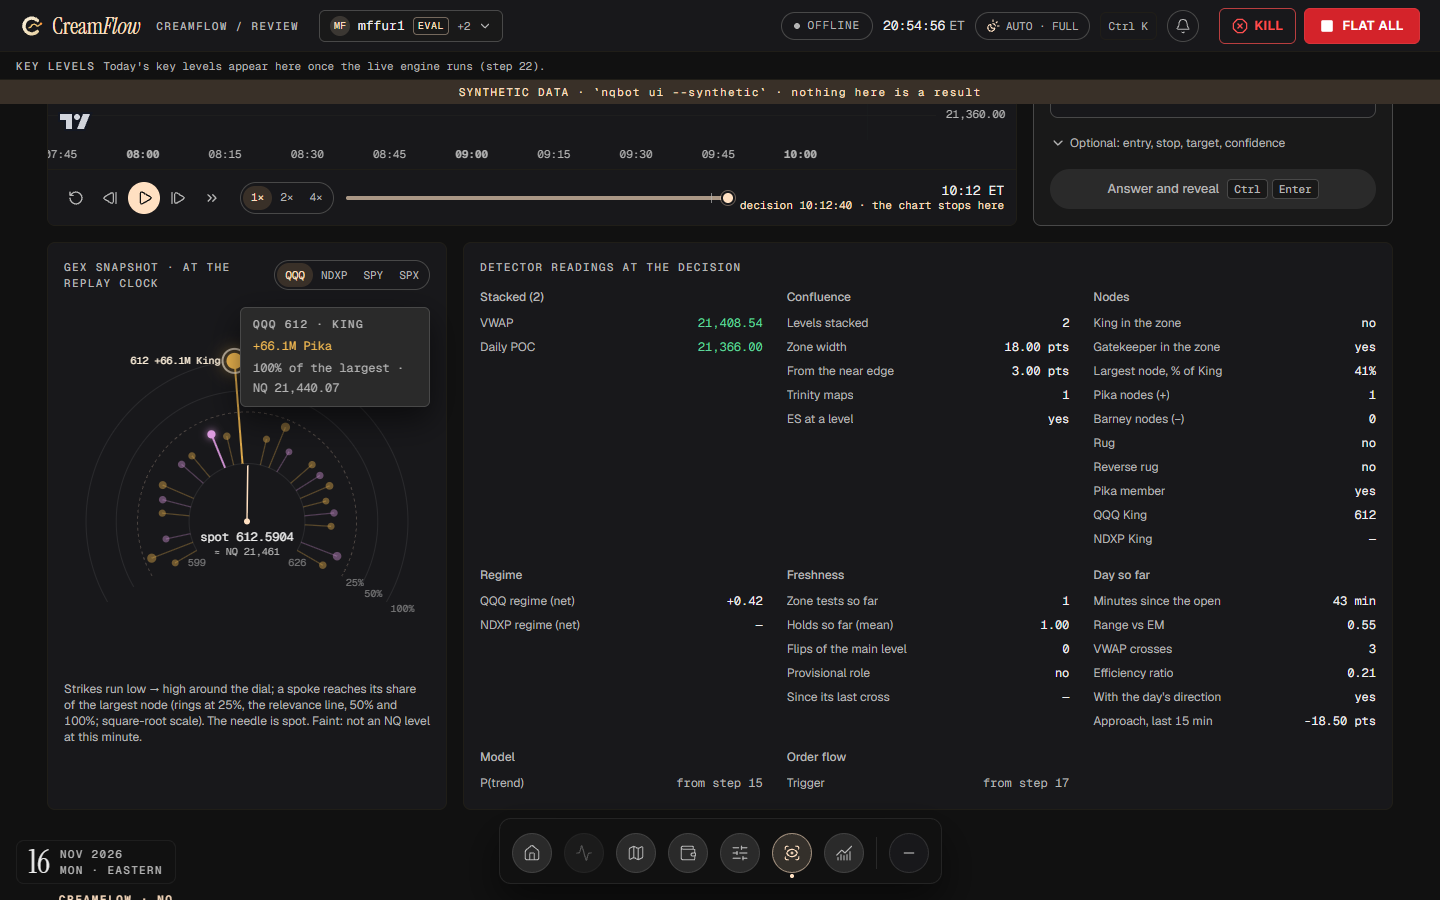 CreamFlow CREAMFLOW / REVIEW MF mffur1 EVAL +2 OFFLINE 20:54:56 ET AUTO · FULL Ctrl K KILL FLAT ALL
KEY LEVELS Today's key levels appear here once the live engine runs (step 22).
SYNTHETIC DATA · `nqbot ui --synthetic` · nothing here is a result
21,360.00
07:45 08:00 08:15 08:30 08:45 09:00 09:15 09:30 09:45 10:00
1× 2× 4×
10:12 ET
decision 10:12:40 · the chart stops here
Optional: entry, stop, target, confidence
Answer and reveal Ctrl Enter
GEX SNAPSHOT · AT THE
REPLAY CLOCK
QQQ NDXP SPY SPX
QQQ 612 · KING
+66.1M Pika
100% of the largest ·
NQ 21,440.07
612 +66.1M King
spot 612.5904
≈ NQ 21,461
599 626
25%
50%
100%
Strikes run low → high around the dial; a spoke reaches its share
of the largest node (rings at 25%, the relevance line, 50% and
100%; square-root scale). The needle is spot. Faint: not an NQ level
at this minute.
DETECTOR READINGS AT THE DECISION
Stacked (2)
VWAP 21,408.54
Daily POC 21,366.00
Confluence
Levels stacked 2
Zone width 18.00 pts
From the near edge 3.00 pts
Trinity maps 1
ES at a level yes
Nodes
King in the zone no
Gatekeeper in the zone yes
Largest node, % of King 41%
Pika nodes (+) 1
Barney nodes (−) 0
Rug no
Reverse rug no
Pika member yes
QQQ King 612
NDXP King —
Regime
QQQ regime (net) +0.42
NDXP regime (net) —
Freshness
Zone tests so far 1
Holds so far (mean) 1.00
Flips of the main level 0
Provisional role no
Since its last cross —
Day so far
Minutes since the open 43 min
Range vs EM 0.55
VWAP crosses 3
Efficiency ratio 0.21
With the day's direction yes
Approach, last 15 min -18.50 pts
Model
P(trend) from step 15
Order flow
Trigger from step 17
16 NOV 2026
MON · EASTERN
CREAMFLOW · NO